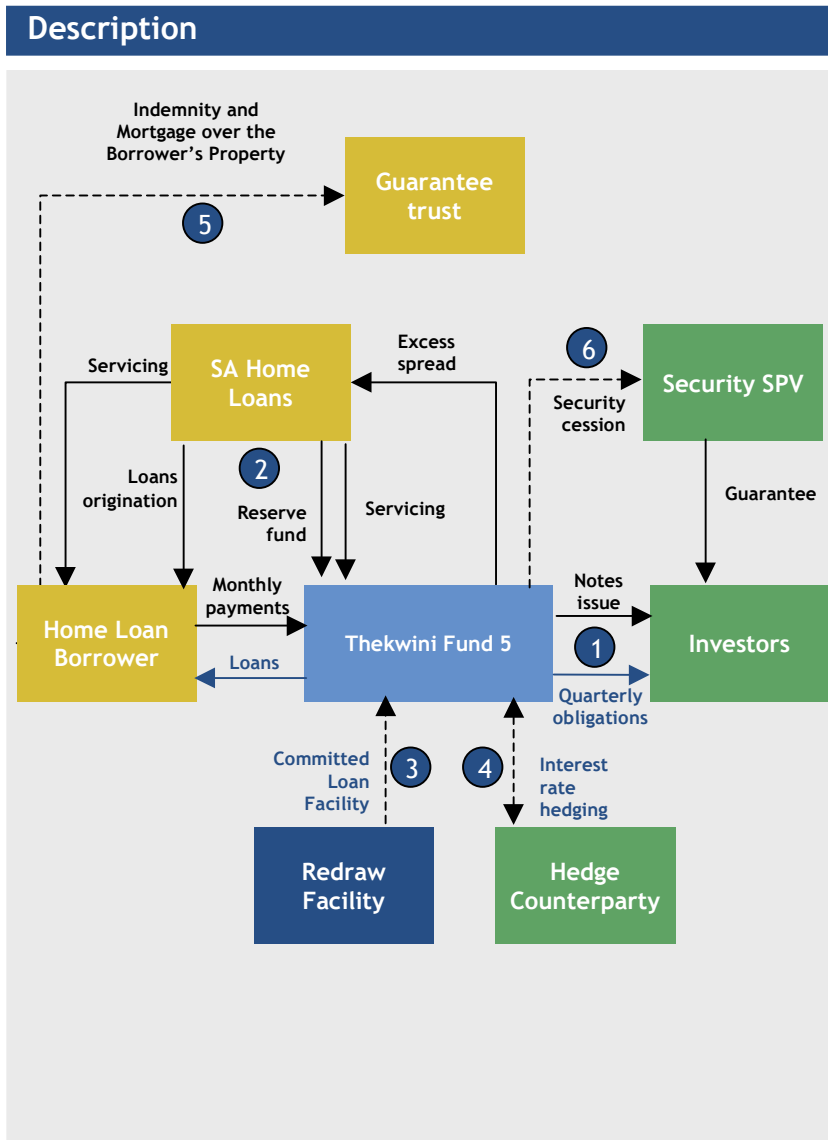 Description
Indemnity and
Mortgage over the
Borrower’s Property
Guarantee
trust
5
6
Servicing
SA Home
Loans
Excess
spread
Security SPV
Security
cession
2
Loans
origination
Reserve
fund
Servicing
Guarantee
Monthly
payments
Notes
issue
Home Loan
Borrower
Thekwini Fund 5
1
Investors
Loans
Quarterly
obligations
Committed
Loan
Facility
3
4
Interest
rate
hedging
Redraw
Facility
Hedge
Counterparty